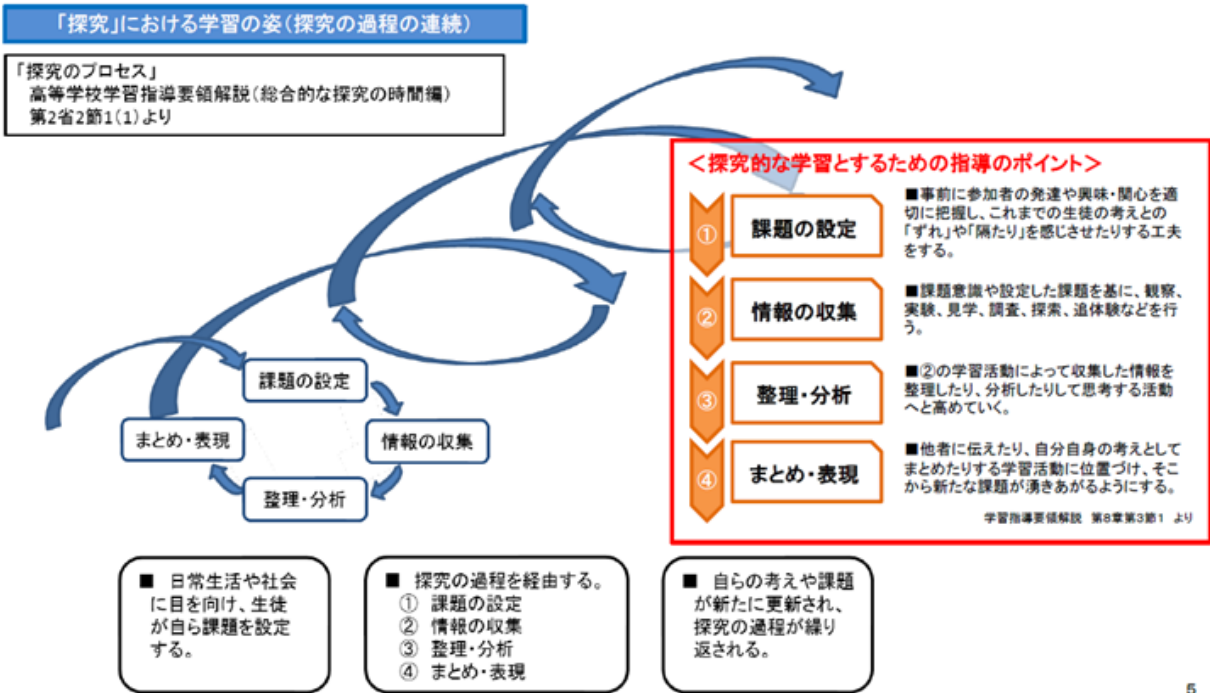 「探究」における学習の姿(探究の過程の連続)
「探究のプロセス」
高等学校学習指導要領解説(総合的な探究の時間編)
第2省2節1(1)より
<探究的な学習とするための指導のポイント>
①
課題の設定
■事前に参加者の発達や興味・関心を適
切に把握し、これまでの生徒の考えとの
「ずれ」や「隔たり」を感じさせたりする工夫
をする。
②
情報の収集
■課題意識や設定した課題を基に、観察、
実験、見学、調査、探索、追体験などを行
う。
③
整理・分析
■②の学習活動によって収集した情報を
整理したり、分析したりして思考する活動
へと高めていく。
④
まとめ・表現
■他者に伝えたり、自分自身の考えとして
まとめたりする学習活動に位置づけ、そこ
から新たな課題が湧きあがるようにする。
学習指導要領解説 第8章第3節1 より
課題の設定
まとめ・表現
情報の収集
整理・分析
■ 日常生活や社会
に目を向け、生徒
が自ら課題を設定
する。
■ 探究の過程を経由する。
① 課題の設定
② 情報の収集
③ 整理・分析
④ まとめ・表現
■ 自らの考えや課題
が新たに更新され、
探究の過程が繰り
返される。
5